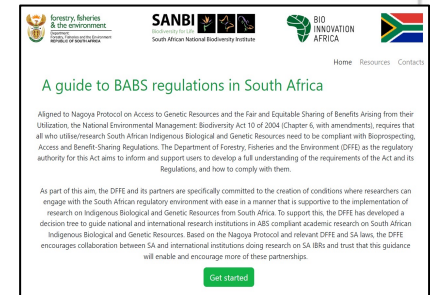 forestry, fisheries
& the environment
Department:
Forestry, Fisheries and the Environment
REPUBLIC OF SOUTH AFRICA
SANBI
Biodiversity for Life
South African National Biodiversity Institute
BIO
INNOVATION
AFRICA
Home Resources Contacts
A guide to BABS regulations in South Africa
Aligned to Nagoya Protocol on Access to Genetic Resources and the Fair and Equitable Sharing of Benefits Arising from their
Utilization, the National Environmental Management: Biodiversity Act 10 of 2004 (Chapter 6, with amendments), requires that
all who utilise/research South African Indigenous Biological and Genetic Resources need to be compliant with Bioprospecting,
Access and Benefit-Sharing Regulations. The Department of Forestry, Fisheries and the Environment (DFFE) as the regulatory
authority for this Act aims to inform and support users to develop a full understanding of the requirements of the Act and its
Regulations, and how to comply with them.
As part of this aim, the DFFE and its partners are specifically committed to the creation of conditions where researchers can
engage with the South African regulatory environment with ease in a manner that is supportive to the implementation of
research on Indigenous Biological and Genetic Resources from South Africa. To support this, the DFFE has developed a
decision tree to guide national and international research institutions in ABS compliant academic research on South African
Indigenous Biological and Genetic Resources. Based on the Nagoya Protocol and relevant DFFE and SA laws, the DFFE
encourages collaboration between SA and international institutions doing research on SA IBRs and trust that this guidance
will enable and encourage more of these partnerships.
Get started